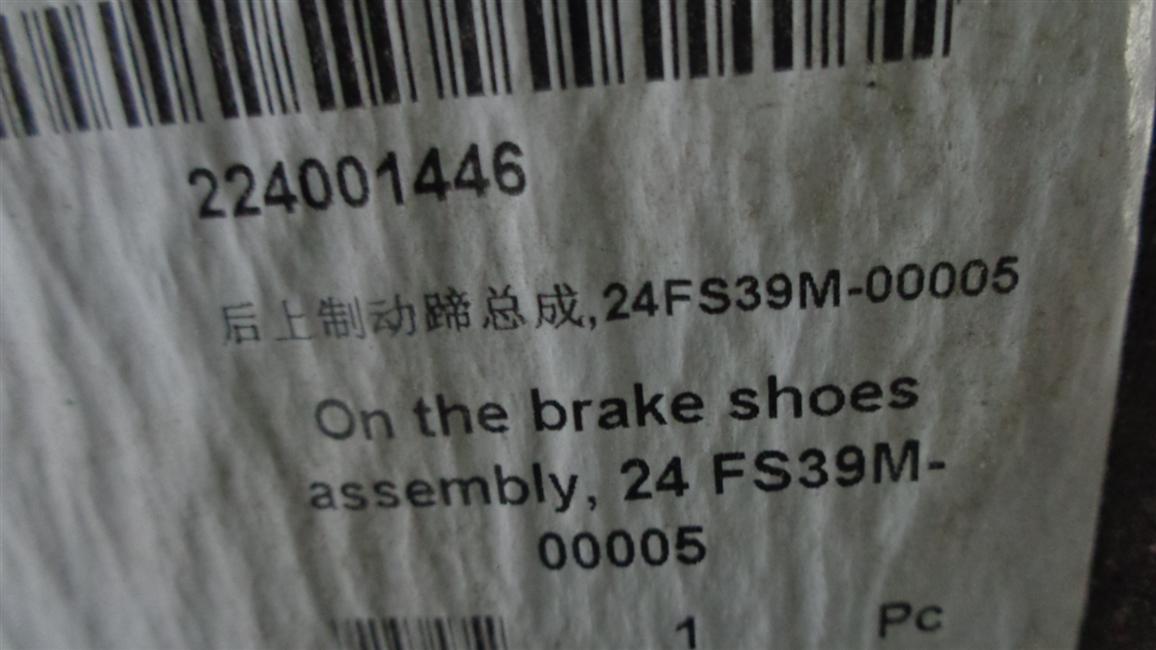 224001446
后上制动蹄总成,24FS39M-00005
On the brake shoes
assembly, 24 FS39M-
00005
1 Pc